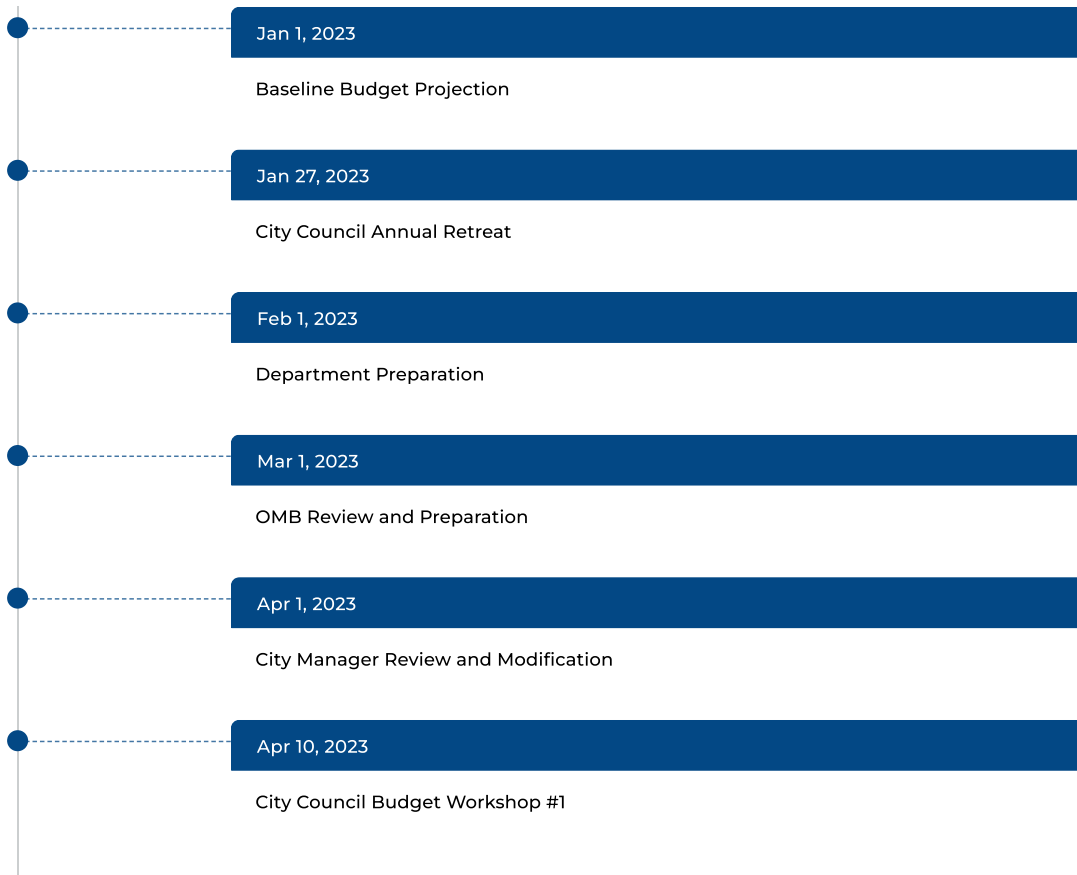 Jan 1, 2023
Baseline Budget Projection
Jan 27, 2023
City Council Annual Retreat
Feb 1, 2023
Department Preparation
Mar 1, 2023
OMB Review and Preparation
Apr 1, 2023
City Manager Review and Modification
Apr 10, 2023
City Council Budget Workshop #1